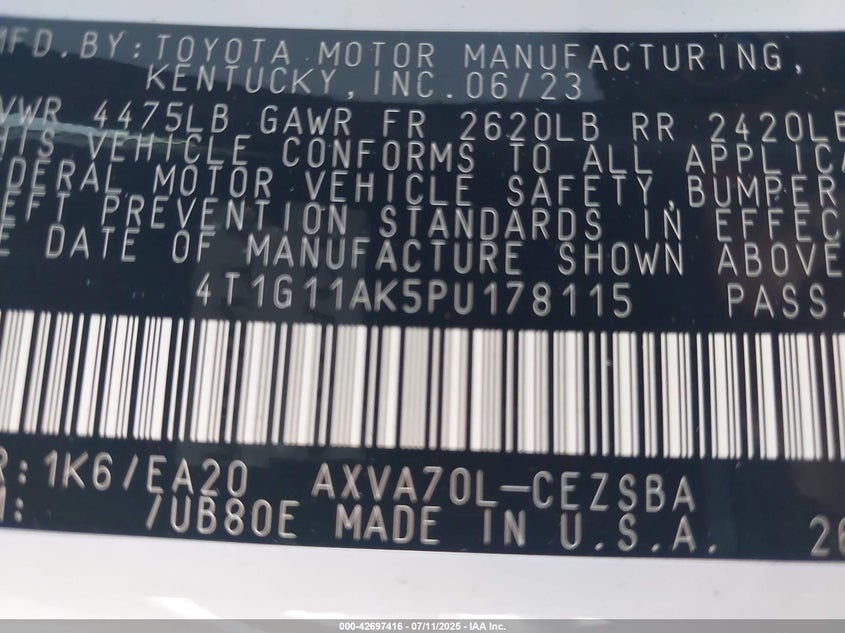 MFD. BY: TOYOTA MOTOR MANUFACTURING,
KENTUCKY, INC. 06/23
VWR 4475LB GAWR FR 2620LB RR 2420LB
HIS VEHICLE CONFORMS TO ALL APPLICA
DERAL MOTOR VEHICLE SAFETY, BUMPER
EFT PREVENTION STANDARDS IN EFFEC
E DATE OF MANUFACTURE SHOWN ABOVE
4T1G11AK5PU178115 PASS.
R: 1K6/EA20 AXVA70L-CEZSBA
M: /UB80E MADE IN U.S.A. 26
000-42697416 - 07/11/2025 - IAA Inc.